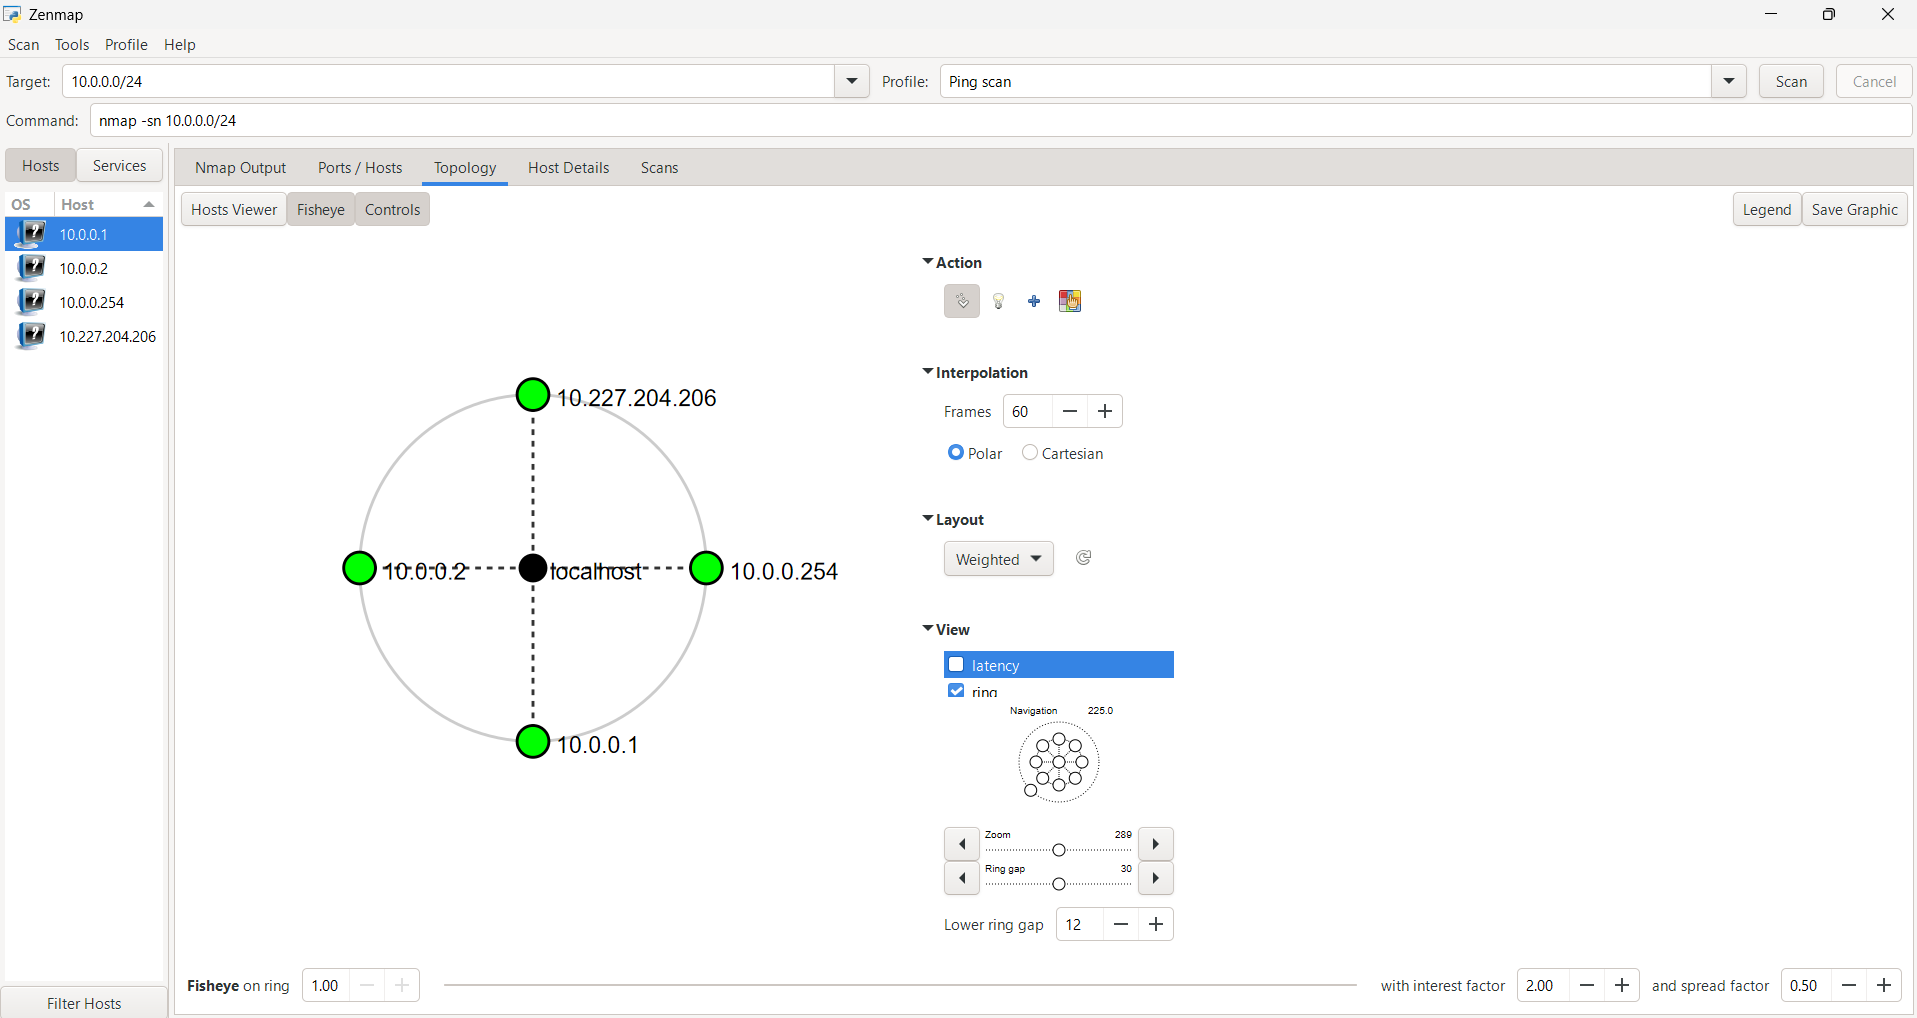 Zenmap
Scan Tools Profile Help
Target: 10.0.0.0/24 Profile: Ping scan Scan Cancel
Command: nmap -sn 10.0.0.0/24
Hosts Services
Nmap Output Ports / Hosts Topology Host Details Scans
OS Host
10.0.0.1
10.0.0.2
10.0.0.254
10.227.204.206
Filter Hosts
Hosts Viewer Fisheye Controls Legend Save Graphic
10.227.204.206
10.0.0.2 localhost 10.0.0.254
10.0.0.1
Action
Interpolation
Frames 60
Polar Cartesian
Layout
Weighted
View
latency
ring
Navigation 225.0
Zoom 289
Ring gap 30
Lower ring gap 12
Fisheye on ring 1.00 with interest factor 2.00 and spread factor 0.50